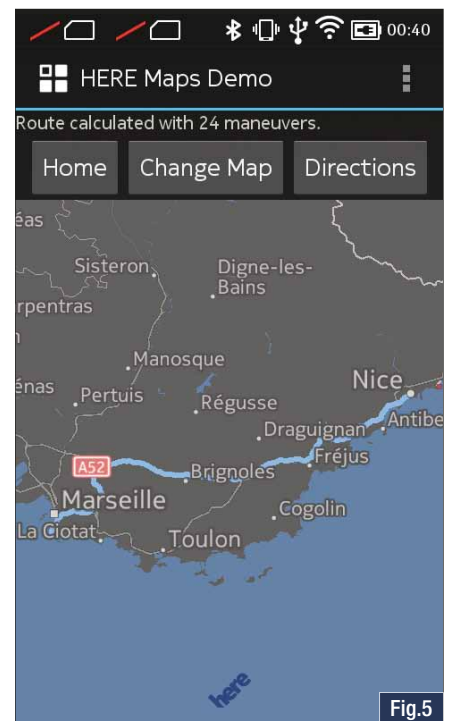 00:40
HERE Maps Demo
Route calculated with 24 maneuvers.
Home Change Map Directions
éas
Sisteron
Digne-les-
Bains
rpentras
Manosque
énas
Pertuis
Régusse
Nice
Draguignan
Antibe
Fréjus
A52
Brignoles
Marseille
Cogolin
La Ciotat
Toulon
here
Fig.5